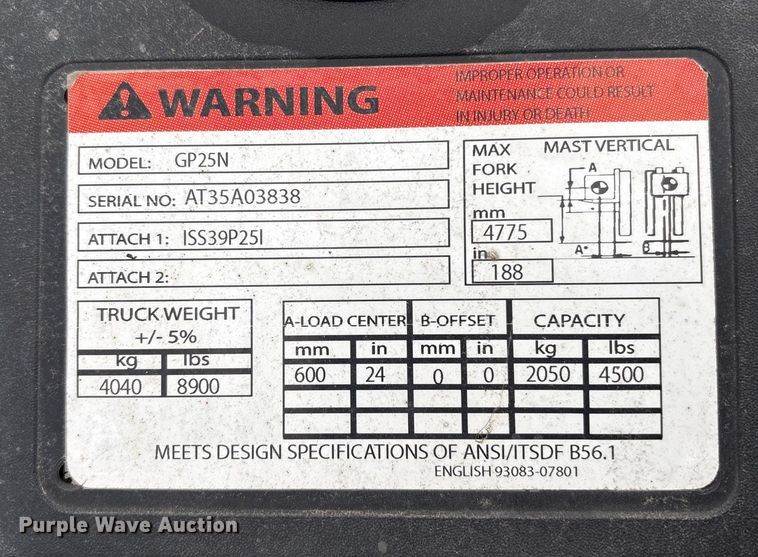 WARNING
IMPROPER OPERATION OR
MAINTENANCE COULD RESULT
IN INJURY OR DEATH
MODEL: GP25N
SERIAL NO: AT35A03838
ATTACH 1: ISS39P25I
ATTACH 2:
MAX FORK HEIGHT
MAST VERTICAL
A
A*
B
mm
4775
in
188
TRUCK WEIGHT
+/- 5%
kg lbs
4040 8900
A-LOAD CENTER B-OFFSET CAPACITY
mm in mm in kg lbs
600 24 0 0 2050 4500
MEETS DESIGN SPECIFICATIONS OF ANSI/ITSDF B56.1
ENGLISH 93083-07801
Purple Wave Auction